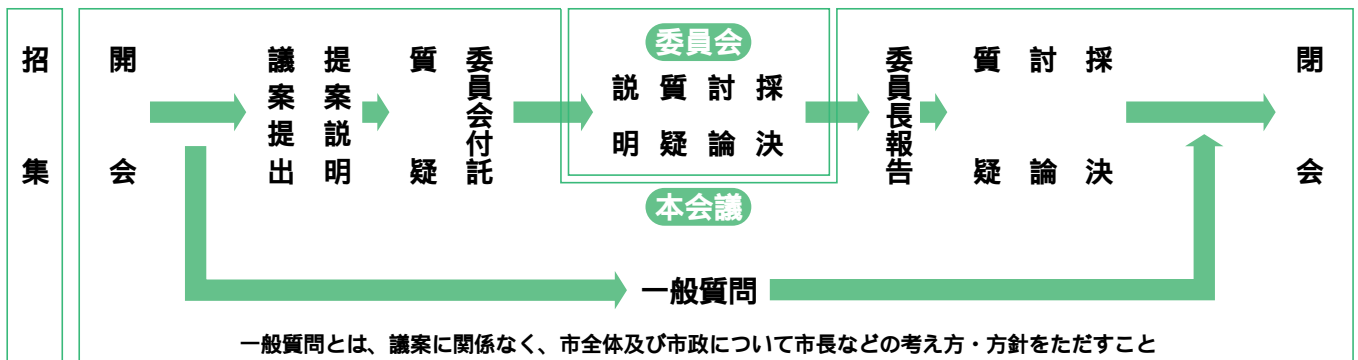 招集
開会
議案提出
提案説明
質疑
委員会付託
委員会
説明
質疑
討論
採決
委員長報告
質疑
討論
採決
閉会
本会議
一般質問
一般質問とは、議案に関係なく、市全体及び市政について市長などの考え方・方針をただすこと